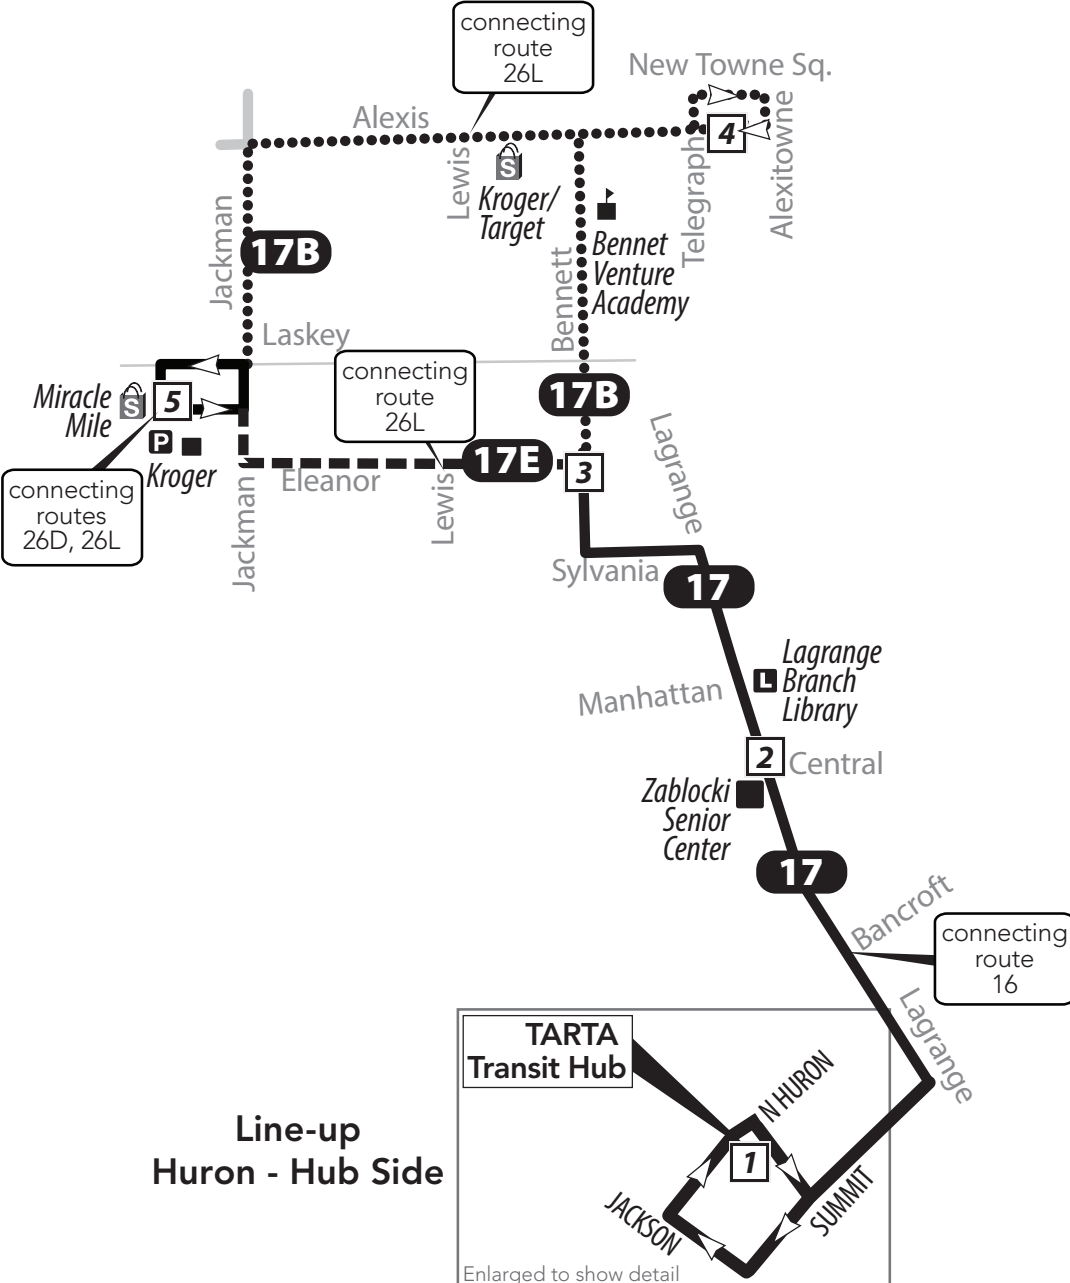 connecting
route
26L
New Towne Sq.
Alexis
4
Alexitowne
Telegraph
Lewis
S
Kroger/
Target
Jackman
17B
Bennett
Bennet
Venture
Academy
Laskey
connecting
route
26L
17B
Miracle
Mile
S
5
P
Kroger
connecting
routes
26D, 26L
17E
3
Eleanor
Lewis
Jackman
Lagrange
Sylvania
17
Lagrange
Branch
Library
L
Manhattan
2
Central
Zablocki
Senior
Center
17
Bancroft
connecting
route
16
Lagrange
TARTA
Transit Hub
N HURON
1
Line-up
Huron - Hub Side
SUMMIT
JACKSON
Enlarged to show detail